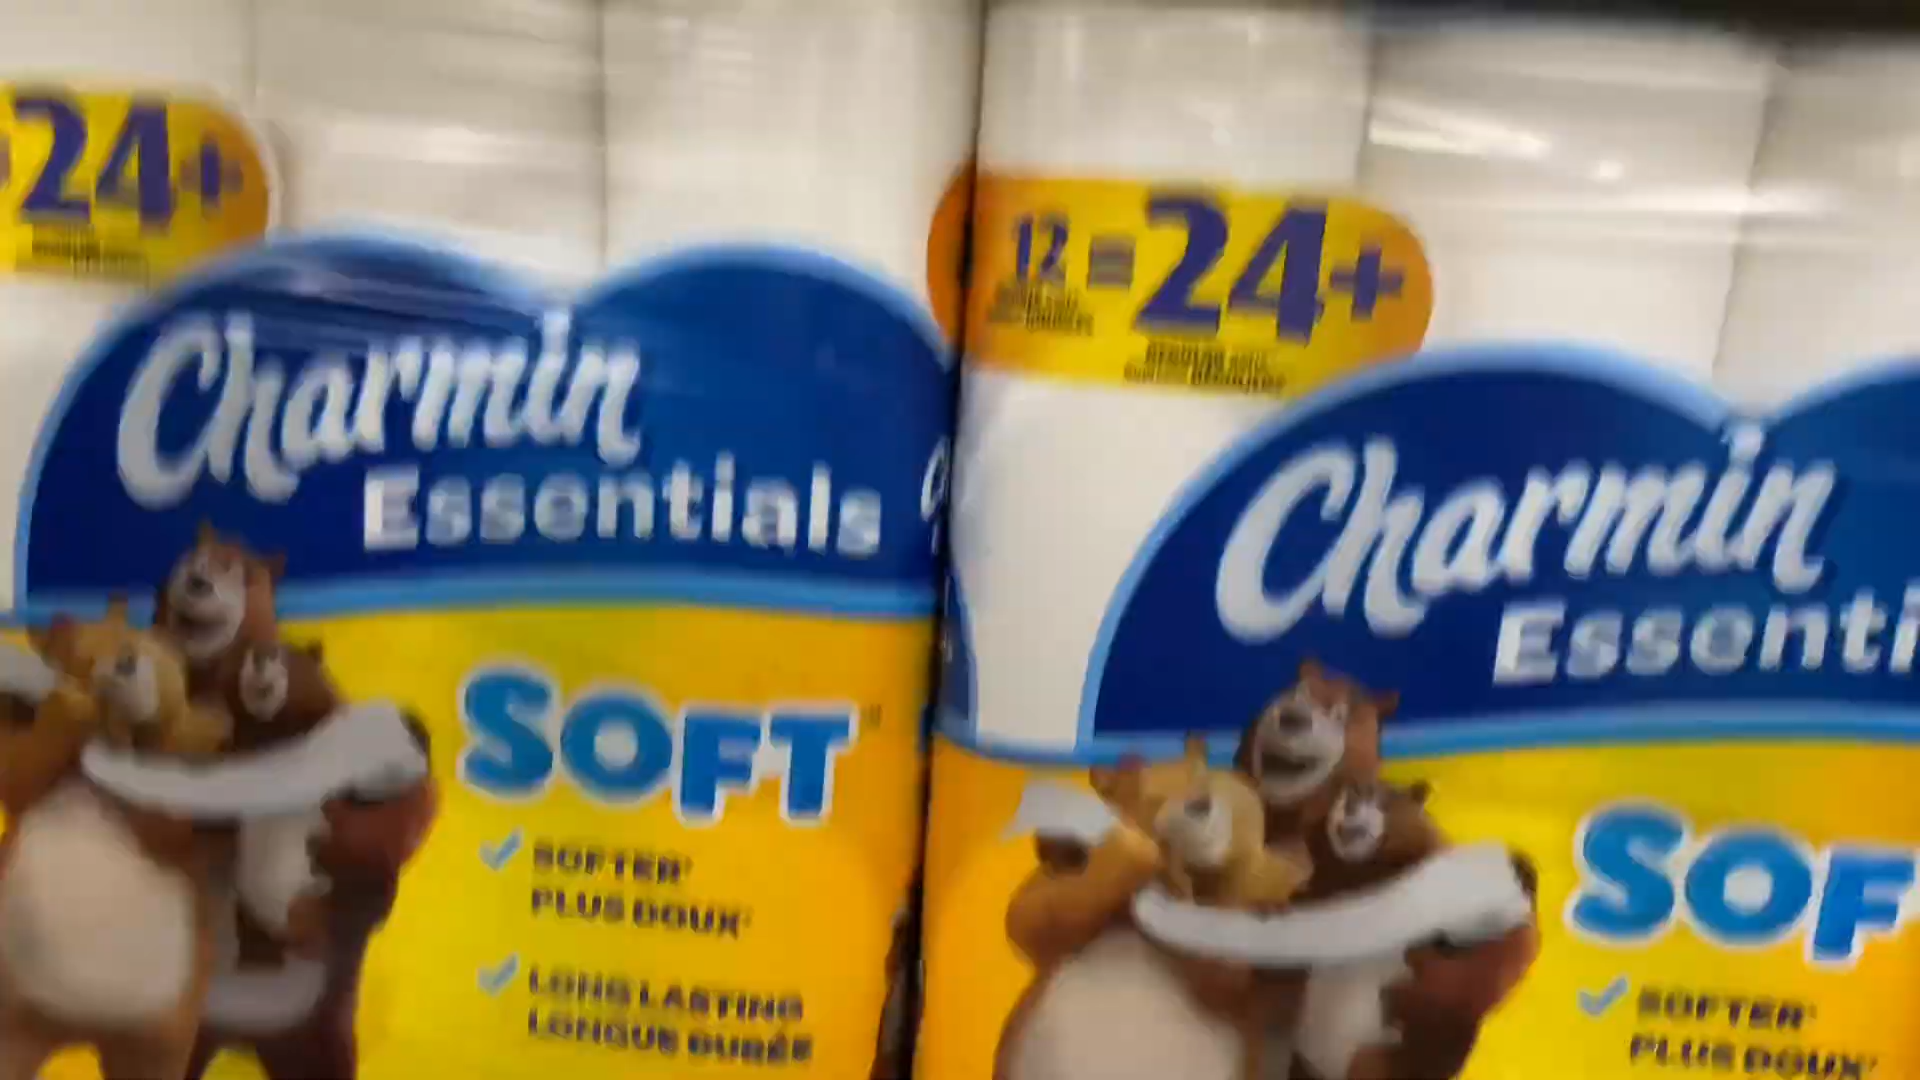 24+
Charmin
Essentials
SOFT
SOFTER
PLUS DOUX
LONG LASTING
LONGUE DURÉE
12 = 24+
REGULAR
Charmin
Essenti
SOF
SOFTER
PLUS DOUX